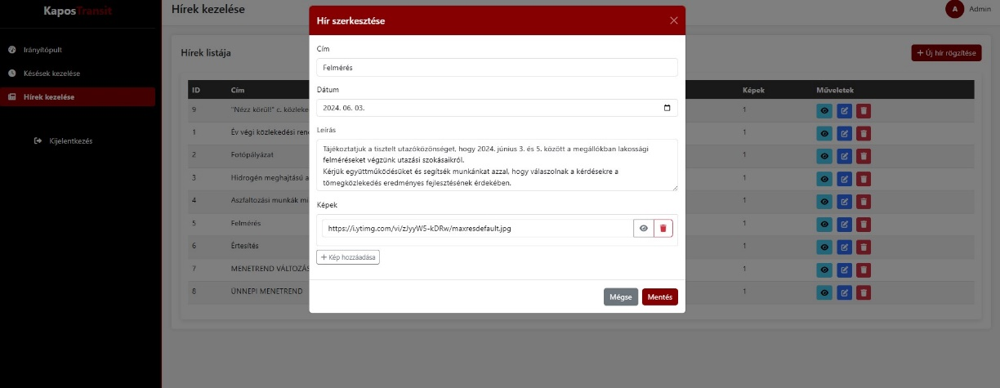 KaposTransit
Irányítópult
Késések kezelése
Hírek kezelése
Kijelentkezés
Hírek kezelése
A Admin
Hírek listája
+ Új hír rögzítése
ID Cím Képek Műveletek
9 "Nézz körül!" c. közleke 1
1 Év végi közlekedési ren 1
2 Fotópályázat 1
3 Hidrogén meghajtású a 1
4 Aszfaltozási munkák mi 1
5 Felmérés 1
6 Értesítés 1
7 MENETREND VÁLTOZÁS 1
8 ÜNNEPI MENETREND 1
Hír szerkesztése
Cím
Felmérés
Dátum
2024. 06. 03.
Leírás
Tájékoztatjuk a tisztelt utazóközönséget, hogy 2024. június 3. és 5. között a megállókban lakossági
felméréseket végzünk utazási szokásaikról.
Kérjük együttműködésüket és segítsék munkánkat azzal, hogy válaszolnak a kérdésekre a
tömegközlekedés eredményes fejlesztésének érdekében.
Képek
https://i.ytimg.com/vi/zJyyW5-kDRw/maxresdefault.jpg
+ Kép hozzáadása
Mégse
Mentés